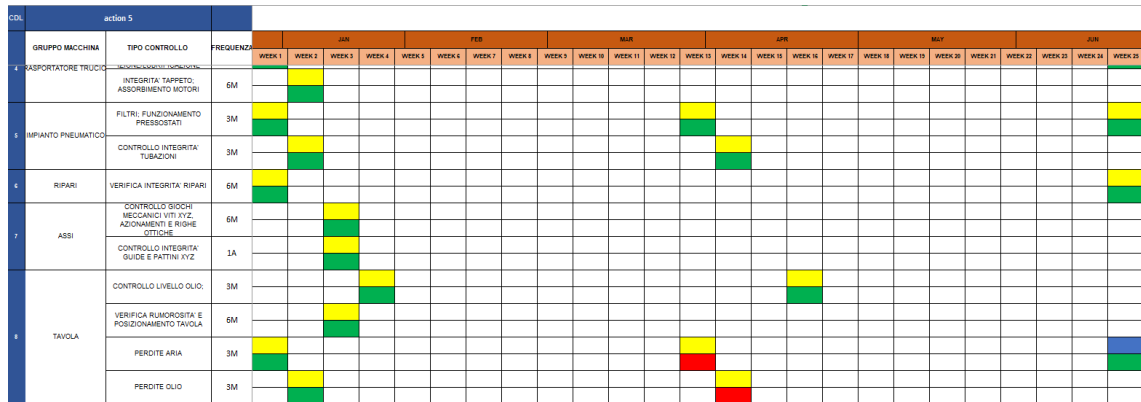 CDL action 5
JAN FEB MAR APR MAY JUN
GRUPPO MACCHINA TIPO CONTROLLO FREQUENZA
WEEK 1 WEEK 2 WEEK 3 WEEK 4 WEEK 5 WEEK 6 WEEK 7 WEEK 8 WEEK 9 WEEK 10 WEEK 11 WEEK 12 WEEK 13 WEEK 14 WEEK 15 WEEK 16 WEEK 17 WEEK 18 WEEK 19 WEEK 20 WEEK 21 WEEK 22 WEEK 23 WEEK 24 WEEK 25
4 RASPORTATORE TRUCIO
INTEGRITA' TAPPETO;
ASSORBIMENTO MOTORI
6M
5 IMPIANTO PNEUMATICO
FILTRI; FUNZIONAMENTO
PRESSOSTATI
3M
CONTROLLO INTEGRITA'
TUBAZIONI
3M
6 RIPARI VERIFICA INTEGRITA' RIPARI 6M
7 ASSI
CONTROLLO GIOCHI
MECCANICI VITI XYZ,
AZIONAMENTI E RIGHE
OTTICHE
6M
CONTROLLO INTEGRITA'
GUIDE E PATTINI XYZ
1A
8 TAVOLA
CONTROLLO LIVELLO OLIO; 3M
VERIFICA RUMOROSITA' E
POSIZIONAMENTO TAVOLA
6M
PERDITE ARIA 3M
PERDITE OLIO 3M